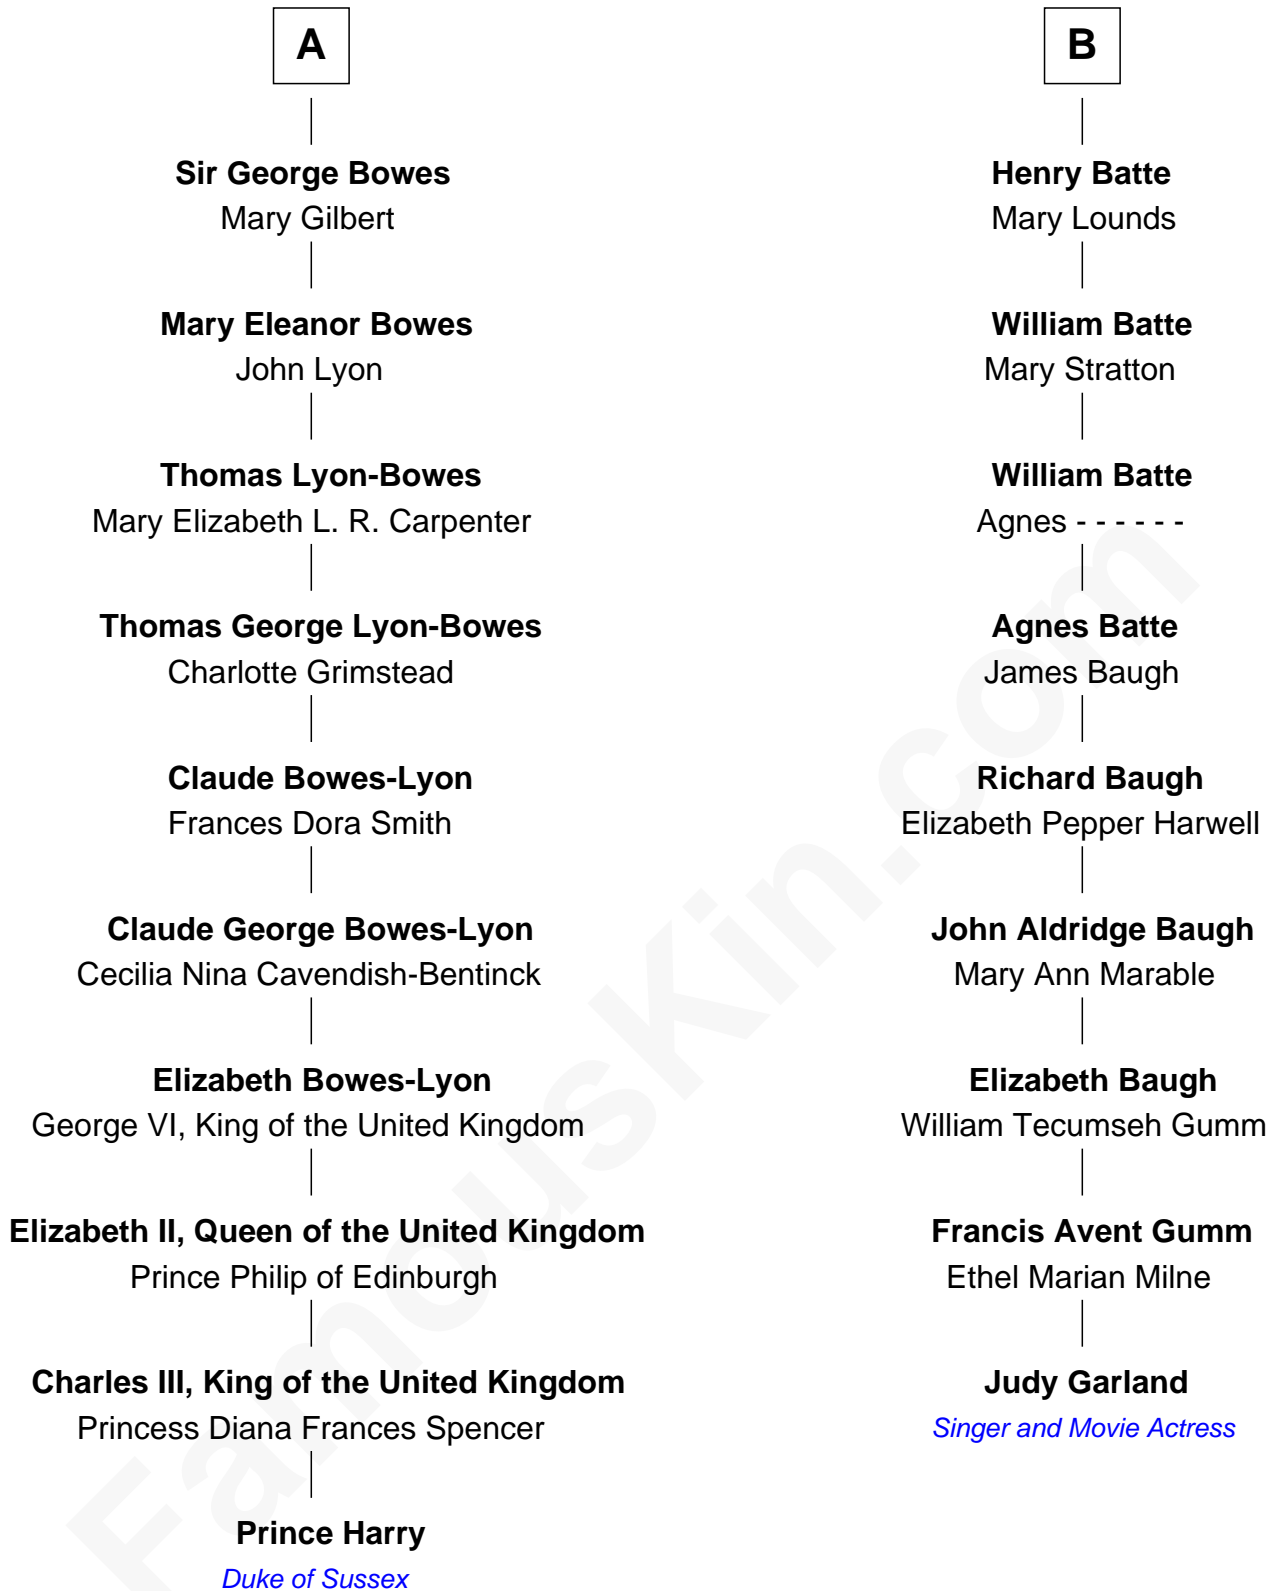 A
Sir George Bowes
Mary Gilbert
Mary Eleanor Bowes
John Lyon
Thomas Lyon-Bowes
Mary Elizabeth L. R. Carpenter
Thomas George Lyon-Bowes
Charlotte Grimstead
Claude Bowes-Lyon
Frances Dora Smith
Claude George Bowes-Lyon
Cecilia Nina Cavendish-Bentinck
Elizabeth Bowes-Lyon
George VI, King of the United Kingdom
Elizabeth II, Queen of the United Kingdom
Prince Philip of Edinburgh
Charles III, King of the United Kingdom
Princess Diana Frances Spencer
Prince Harry
Duke of Sussex
B
Henry Batte
Mary Lounds
William Batte
Mary Stratton
William Batte
Agnes - - - - - -
Agnes Batte
James Baugh
Richard Baugh
Elizabeth Pepper Harwell
John Aldridge Baugh
Mary Ann Marable
Elizabeth Baugh
William Tecumseh Gumm
Francis Avent Gumm
Ethel Marian Milne
Judy Garland
Singer and Movie Actress
FamousKin.com